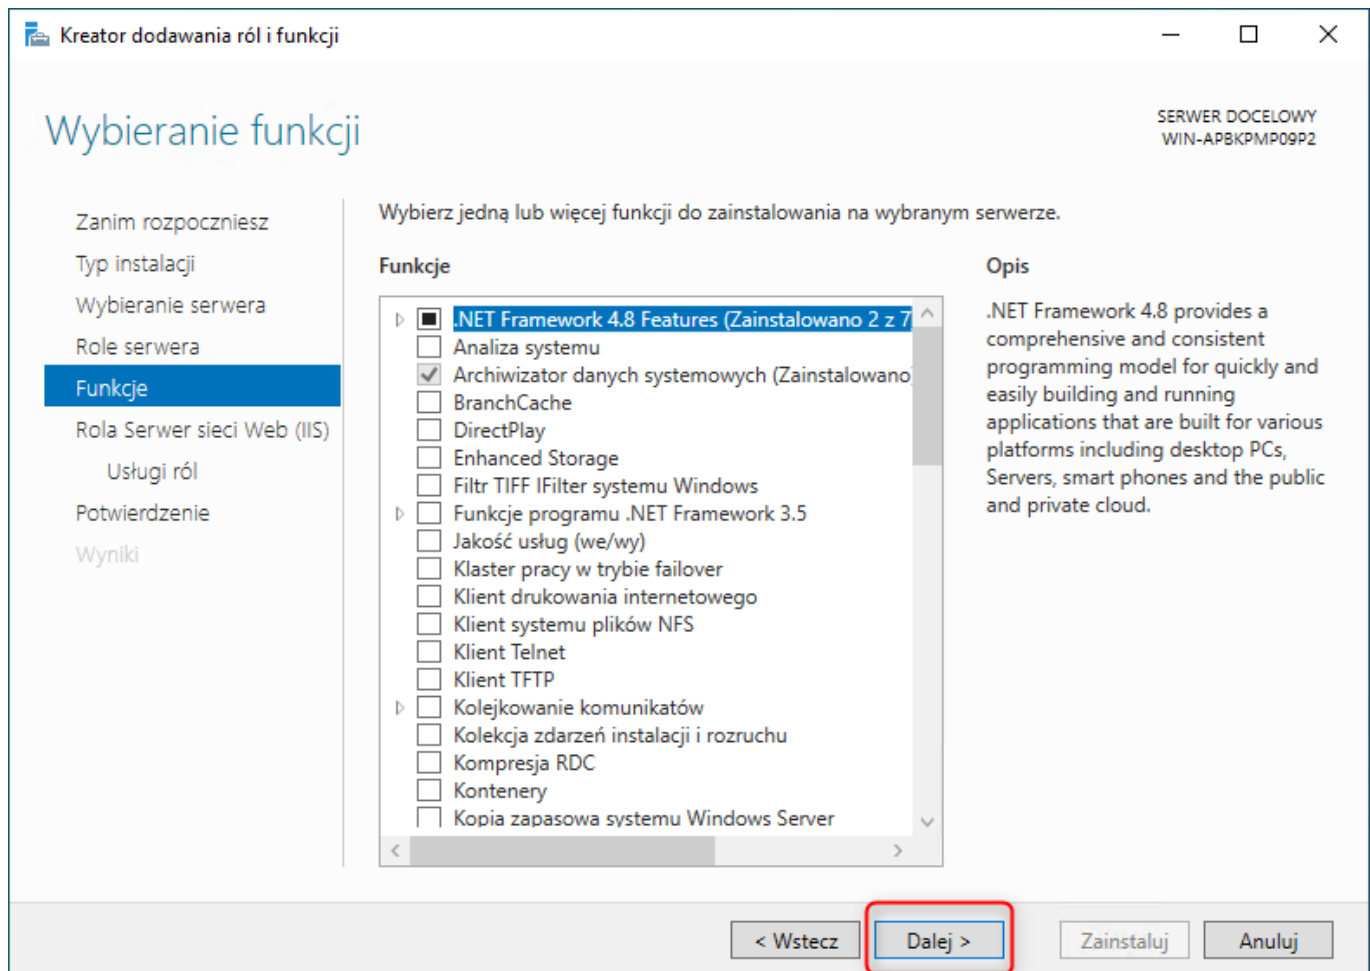 Kreator dodawania ról i funkcji
Wybieranie funkcji
SERWER DOCELOWY
WIN-APBKPMP09P2
Zanim rozpoczniesz
Typ instalacji
Wybieranie serwera
Role serwera
Funkcje
Rola Serwer sieci Web (IIS)
Usługi ról
Potwierdzenie
Wyniki
Wybierz jedną lub więcej funkcji do zainstalowania na wybranym serwerze.
Funkcje
.NET Framework 4.8 Features (Zainstalowano 2 z 7
Analiza systemu
Archiwizator danych systemowych (Zainstalowano)
BranchCache
DirectPlay
Enhanced Storage
Filtr TIFF IFilter systemu Windows
Funkcje programu .NET Framework 3.5
Jakość usług (we/wy)
Klaster pracy w trybie failover
Klient drukowania internetowego
Klient systemu plików NFS
Klient Telnet
Klient TFTP
Kolejkowanie komunikatów
Kolekcja zdarzeń instalacji i rozruchu
Kompresja RDC
Kontenery
Kopia zapasowa systemu Windows Server
Opis
.NET Framework 4.8 provides a
comprehensive and consistent
programming model for quickly and
easily building and running
applications that are built for various
platforms including desktop PCs,
Servers, smart phones and the public
and private cloud.
< Wstecz
Dalej >
Zainstaluj
Anuluj